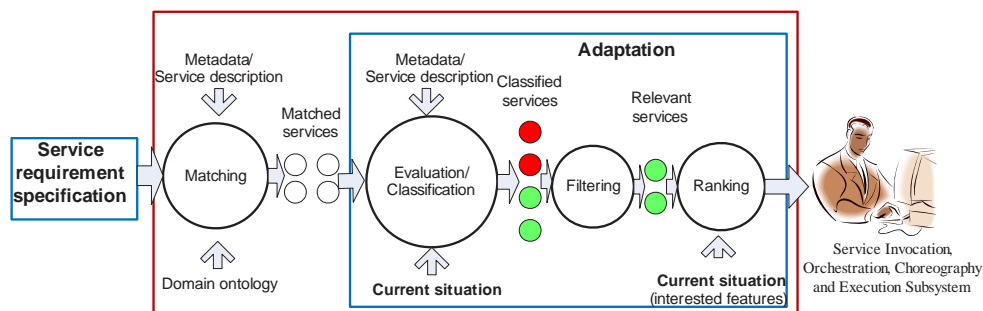 Adaptation
Metadata/
Service description
Metadata/
Service description
Classified
services
Matched
services
Relevant
services
Service
requirement
specification
Matching
Evaluation/
Classification
Filtering
Ranking
Domain ontology
Current situation
Current situation
(interested features)
Service Invocation,
Orchestration, Choreography
and Execution Subsystem